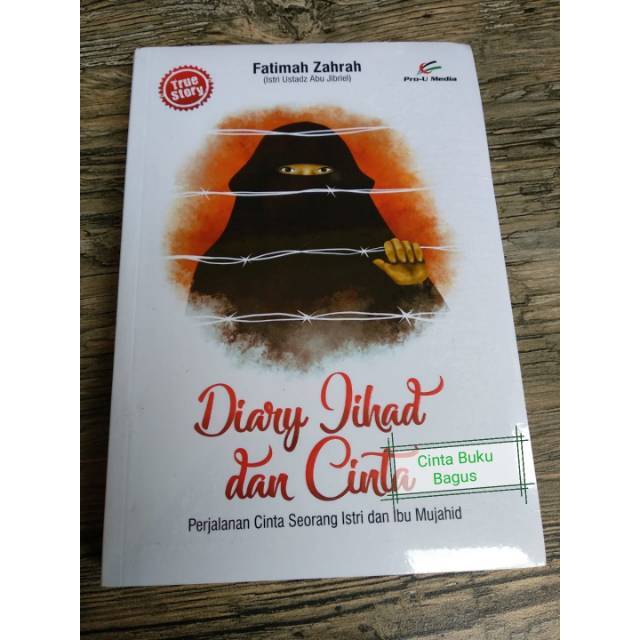 True
Story
Fatimah Zahrah
(Istri Ustadz Abu Jibriel)
Pro-U Media
Diary Jihad
dan Cinta
Cinta Buku
Bagus
Perjalanan Cinta Seorang Istri dan Ibu Mujahid